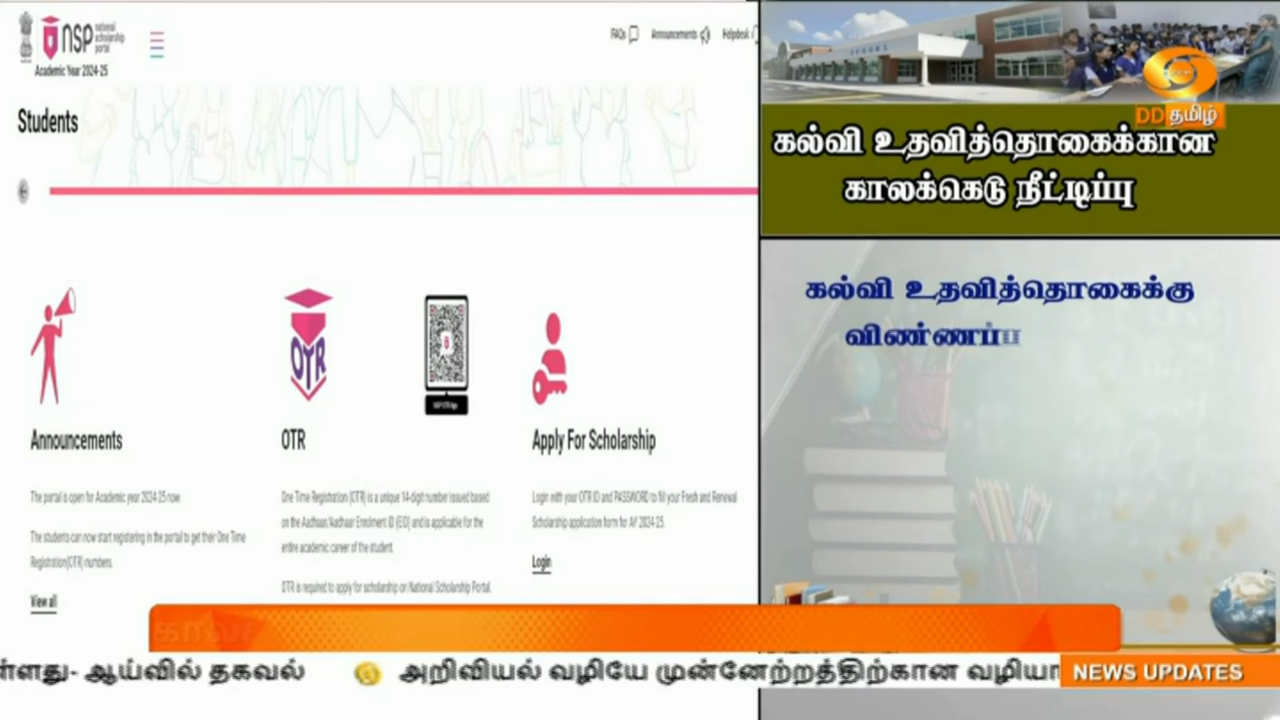 nsp national scholarship portal
Academic Year 2024-25
FAQs
Announcements
Helpdesk
Students
Announcements
The portal is open for Academic year 2024-25 now
The students can now start registering in the portal to get their One Time
Registration(OTR) numbers.
View all
OTR
OTR
One Time Registration (OTR) is a unique 14-digit number issued based
on the Aadhaar/Aadhaar Enrolment ID (EID) and is applicable for the
entire academic career of the student.
OTR is required to apply for scholarship on National Scholarship Portal.
Apply For Scholarship
Login with your OTR ID and PASSWORD to fill your Fresh and Renewal
Scholarship application form for AY 2024-25.
Login
SCHOOL
DD தமிழ்
கல்வி உதவித்தொகைக்கான
காலக்கெடு நீட்டிப்பு
கல்வி உதவித்தொகைக்கு
விண்ணப்ப
ள்ளது- ஆய்வில் தகவல்
அறிவியல் வழியே முன்னேற்றத்திற்கான வழியா
NEWS UPDATES